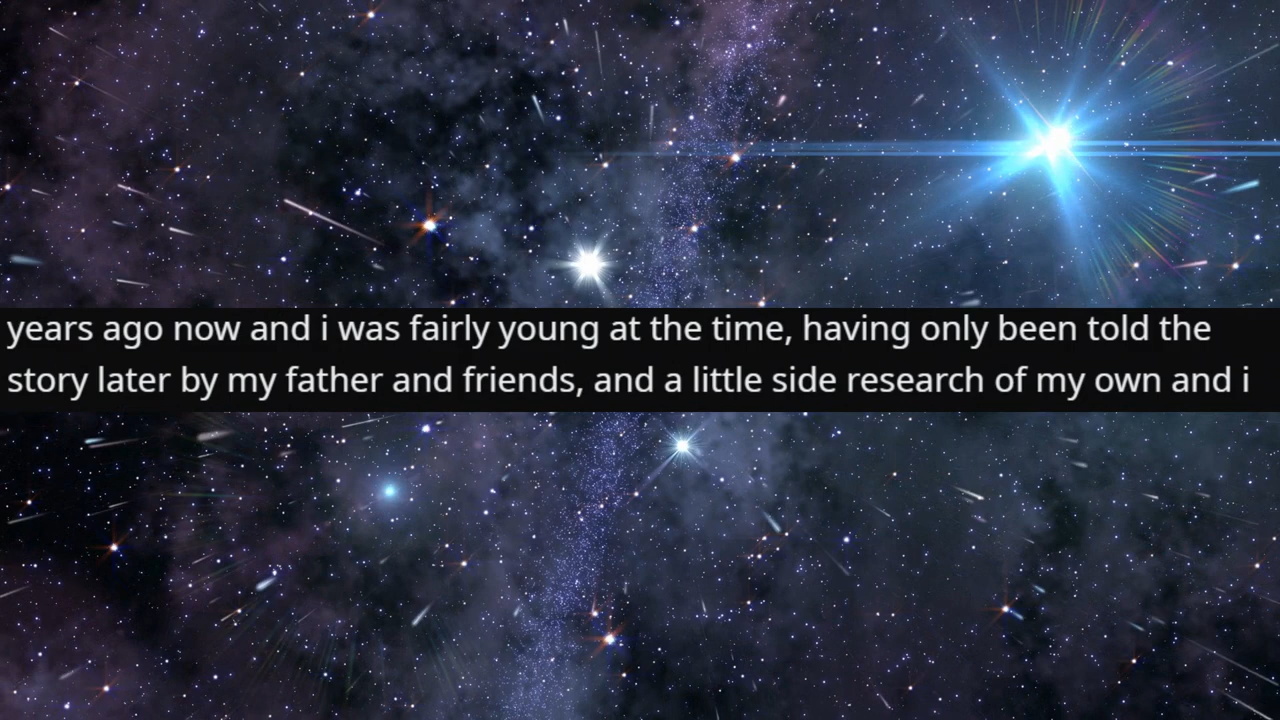 years ago now and i was fairly young at the time, having only been told the
story later by my father and friends, and a little side research of my own and i